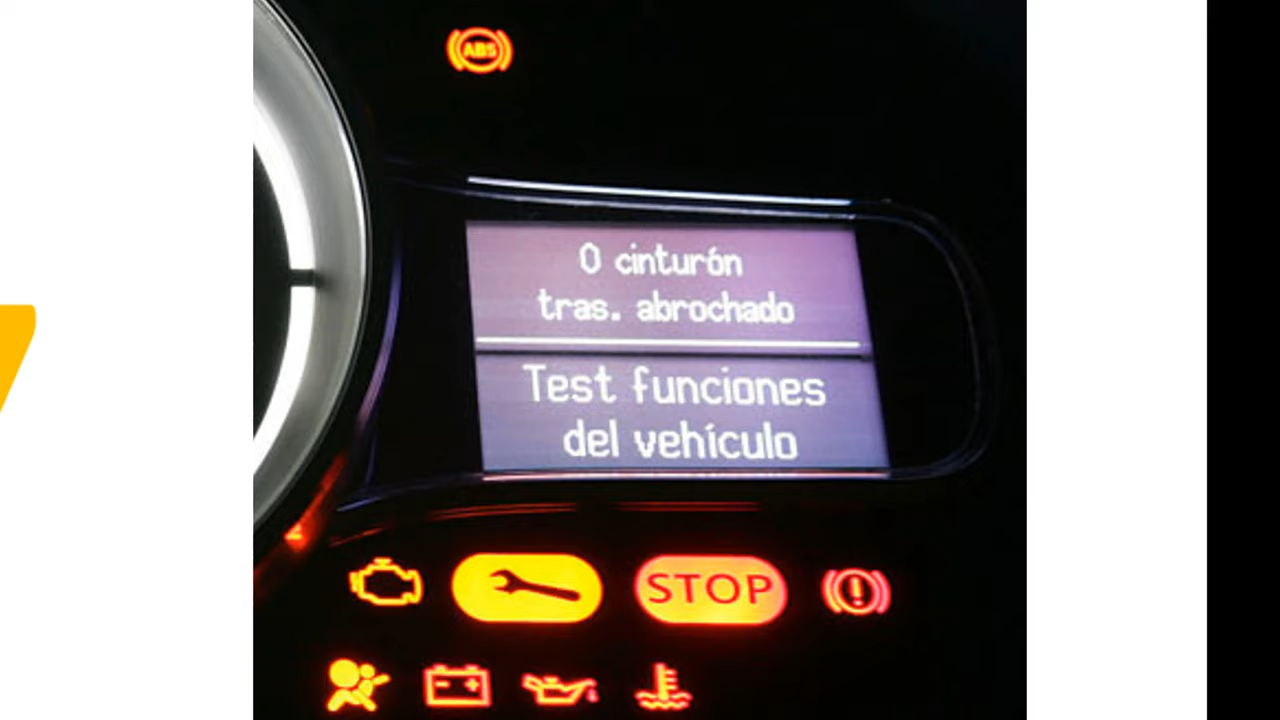 ABS
0 cinturón
tras. abrochado
Test funciones
del vehículo
STOP